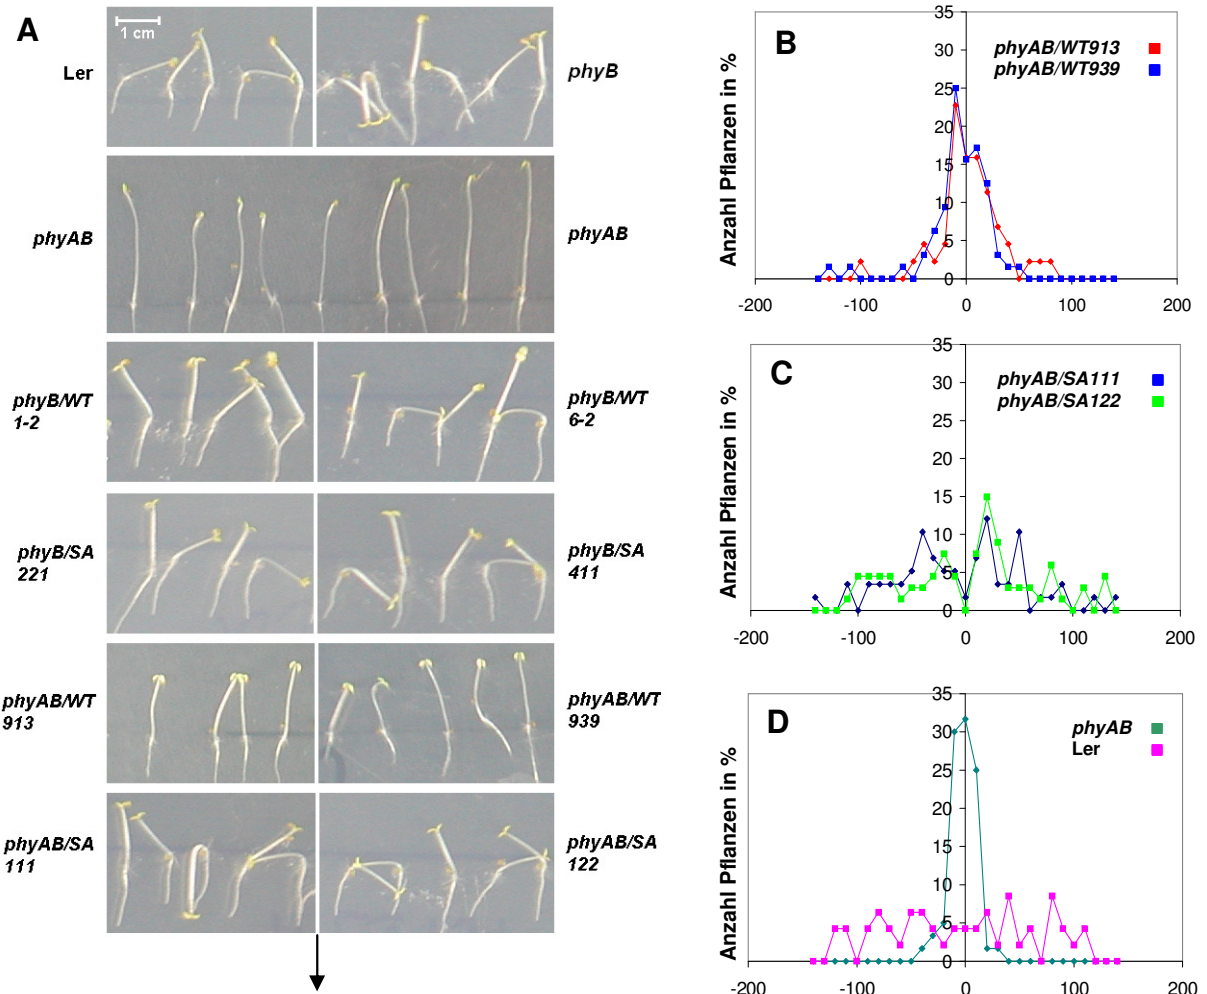 A
1 cm
Ler
phyB
phyAB
phyAB
phyB/WT
1-2
phyB/WT
6-2
phyB/SA
221
phyB/SA
411
phyAB/WT
913
phyAB/WT
939
phyAB/SA
111
phyAB/SA
122
B
phyAB/WT913
phyAB/WT939
Anzahl Pflanzen in %
35
30
25
20
15
10
5
0
-200 -100 0 100 200
C
phyAB/SA111
phyAB/SA122
Anzahl Pflanzen in %
35
30
25
20
15
10
5
0
-200 -100 0 100 200
D
phyAB
Ler
Anzahl Pflanzen in %
35
30
25
20
15
10
5
0
-200 -100 0 100 200